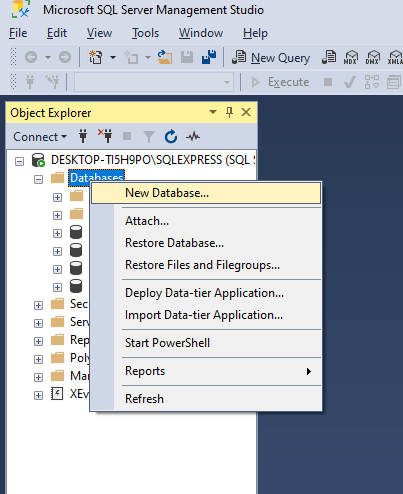 Microsoft SQL Server Management Studio
File Edit View Tools Window Help
New Query
MDX
DMX
XMLA
Execute
Object Explorer
Connect
DESKTOP-TI5H9PO\SQLEXPRESS (SQL S
Databases
New Database...
Attach...
Restore Database...
Restore Files and Filegroups...
Deploy Data-tier Application...
Import Data-tier Application...
Start PowerShell
Reports
Refresh
Sec
Serv
Rep
Poly
Mar
XEv